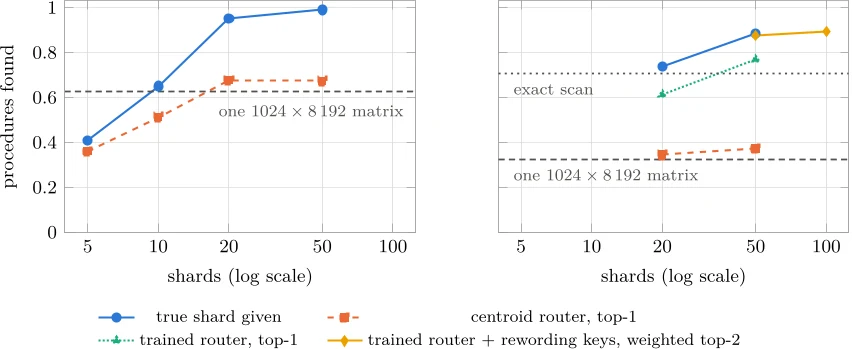 1
0.8
0.6
0.4
0.2
0
procedures found
one 1024 × 8 192 matrix
5 10 20 50 100
shards (log scale)
exact scan
one 1024 × 8 192 matrix
5 10 20 50 100
shards (log scale)
true shard given
centroid router, top-1
trained router, top-1
trained router + rewording keys, weighted top-2